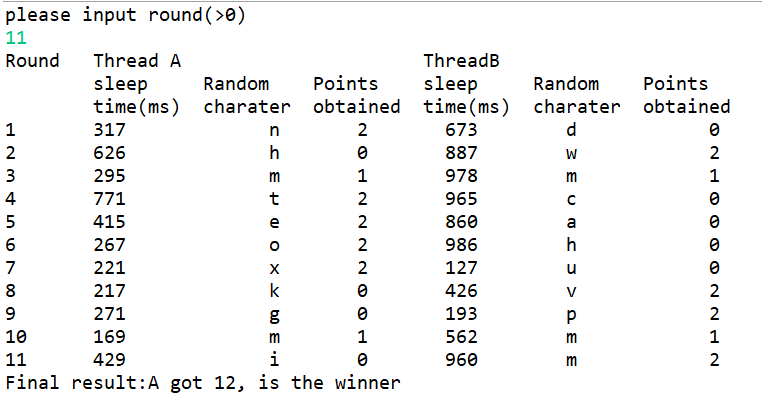 please input round(>0)
11
Round Thread A ThreadB
sleep Random Points sleep Random Points
time(ms) charater obtained time(ms) charater obtained
1 317 n 2 673 d 0
2 626 h 0 887 w 2
3 295 m 1 978 m 1
4 771 t 2 965 c 0
5 415 e 2 860 a 0
6 267 o 2 986 h 0
7 221 x 2 127 u 0
8 217 k 0 426 v 2
9 271 g 0 193 p 2
10 169 m 1 562 m 1
11 429 i 0 960 m 2
Final result:A got 12, is the winner